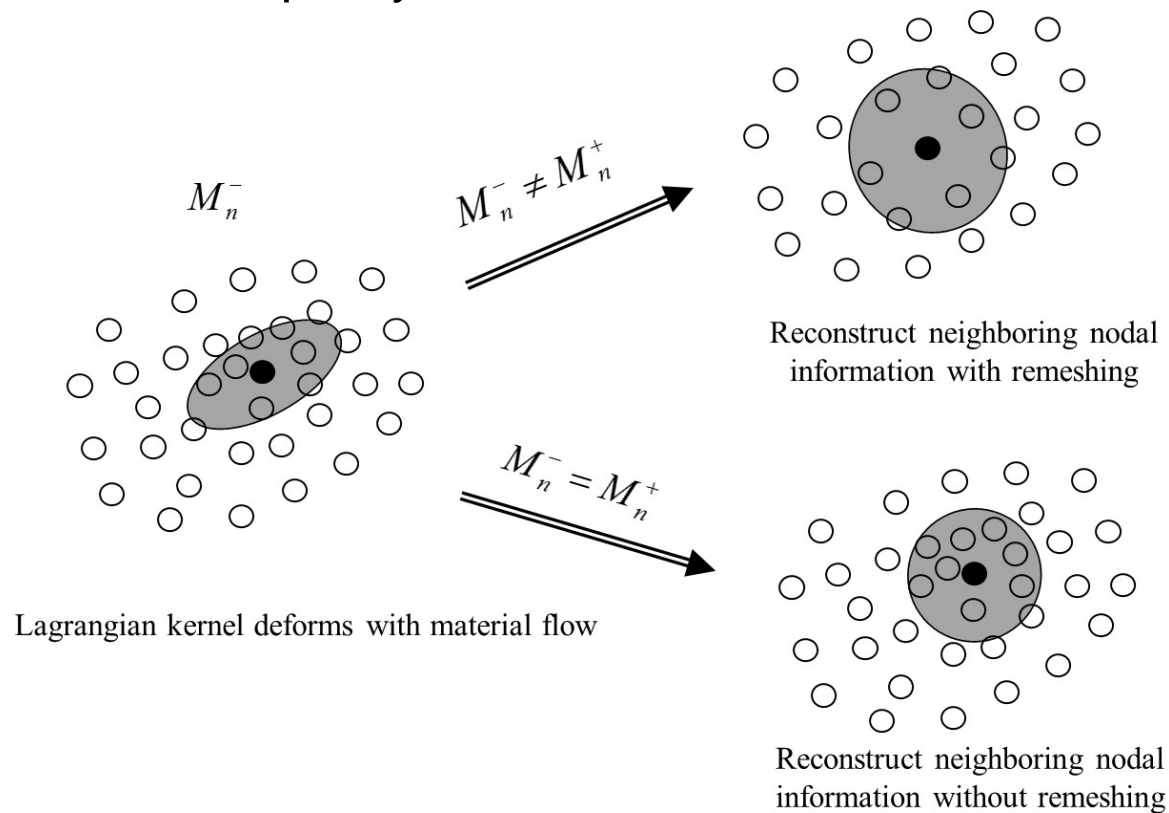 M_n^-
M_n^- ≠ M_n^+
Reconstruct neighboring nodal
information with remeshing
M_n^- = M_n^+
Lagrangian kernel deforms with material flow
Reconstruct neighboring nodal
information without remeshing